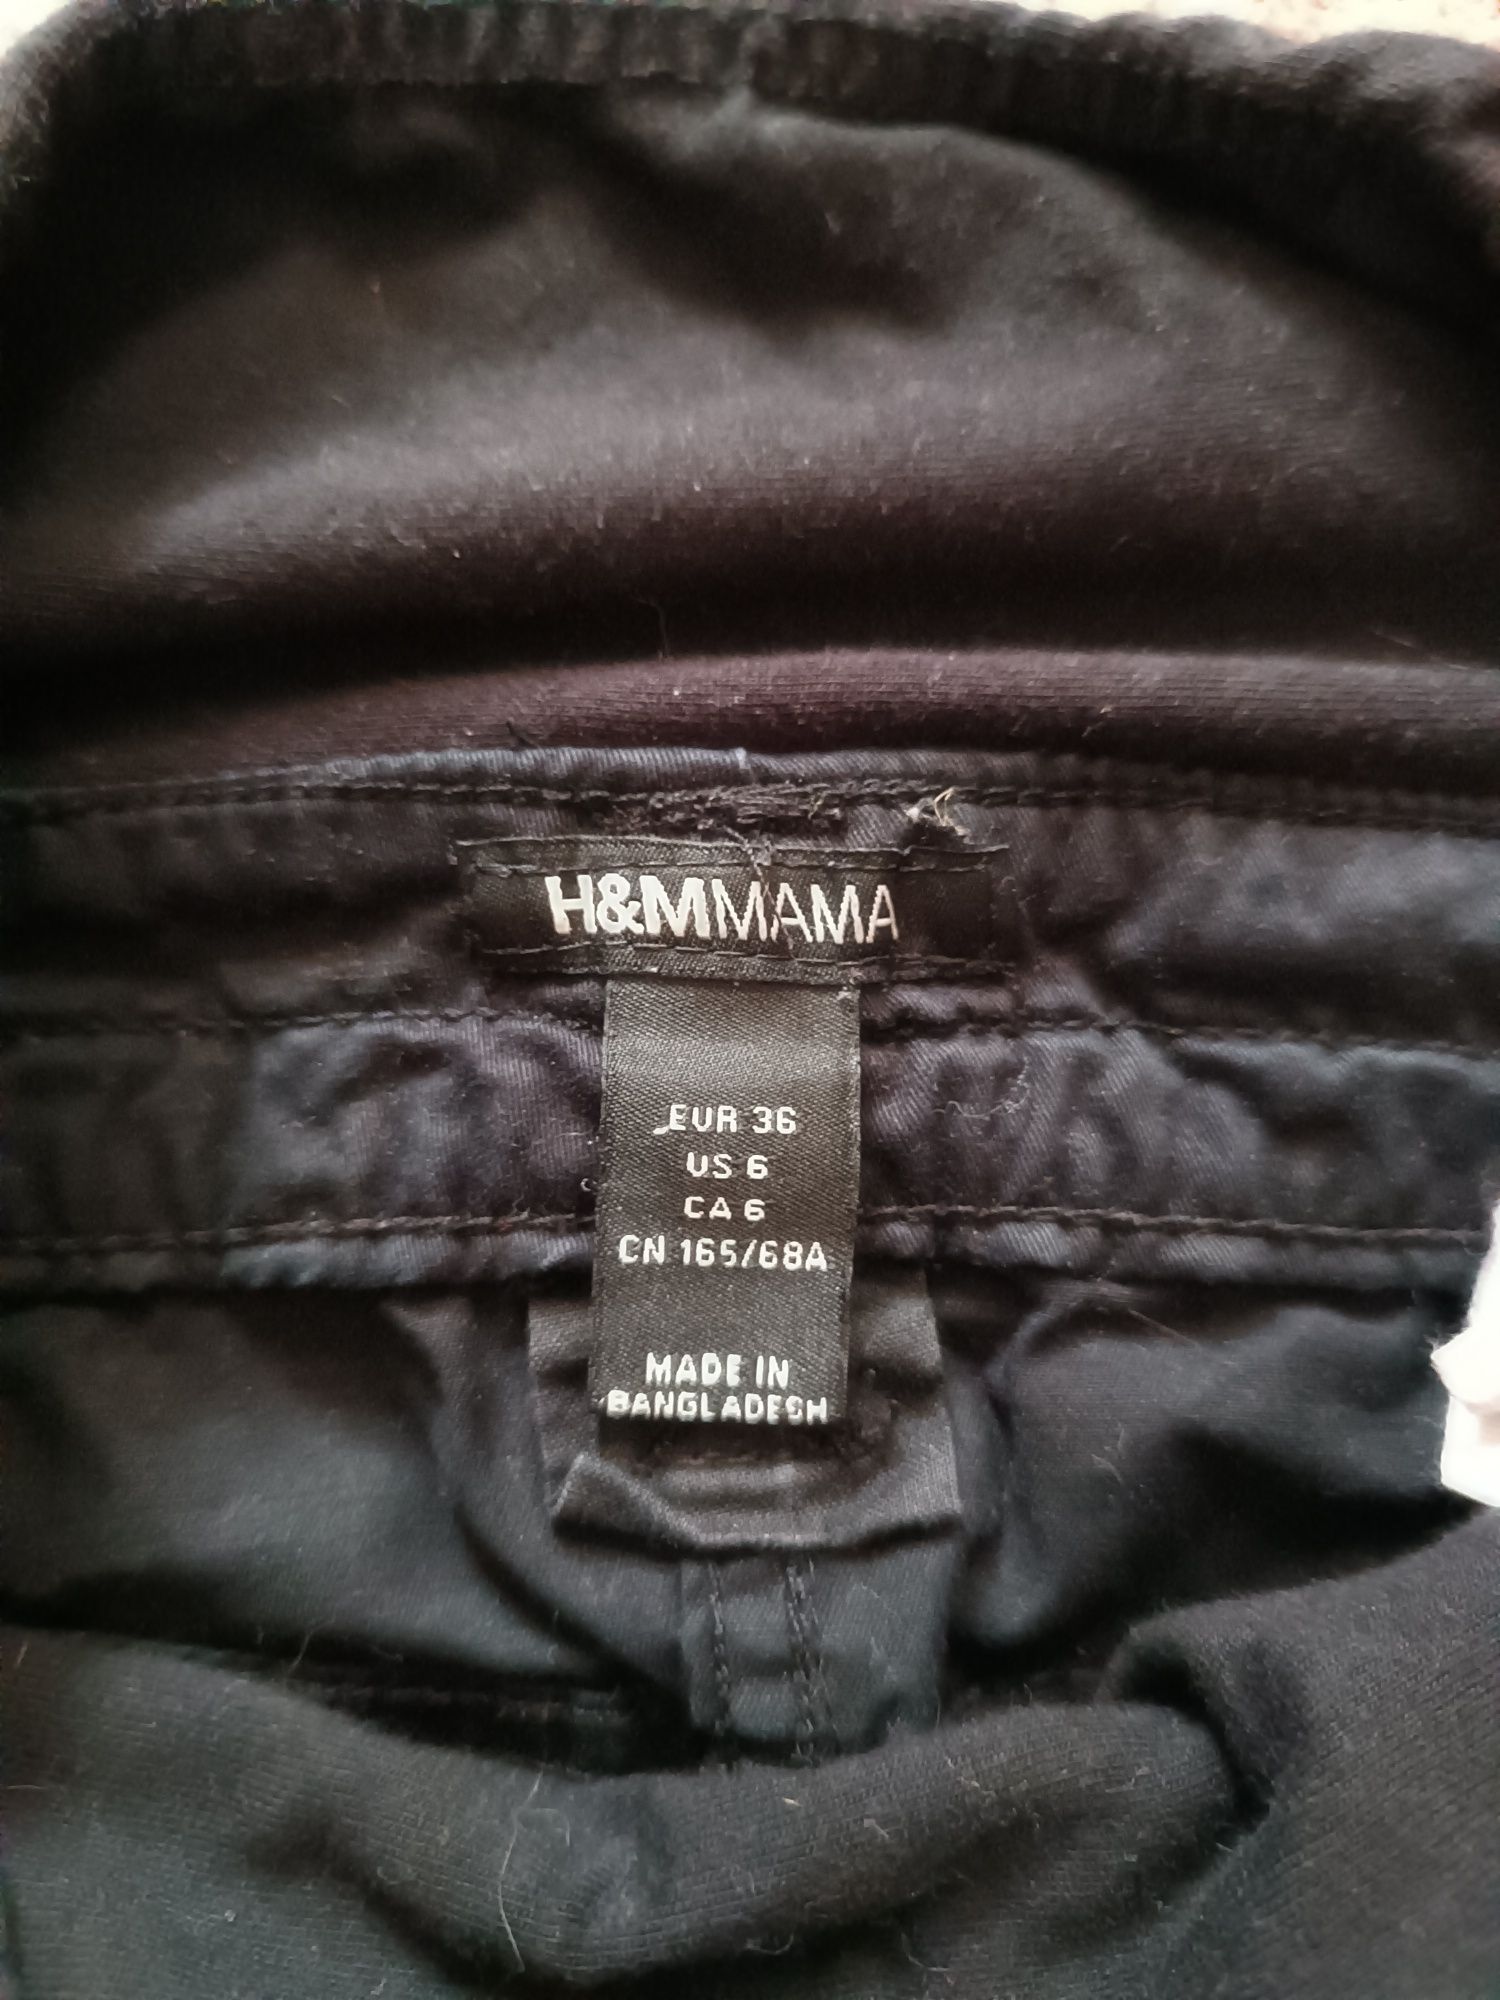 H&MMAMA
EUR 36
US 6
CA 6
CN 165/68A
MADE IN
BANGLADESH